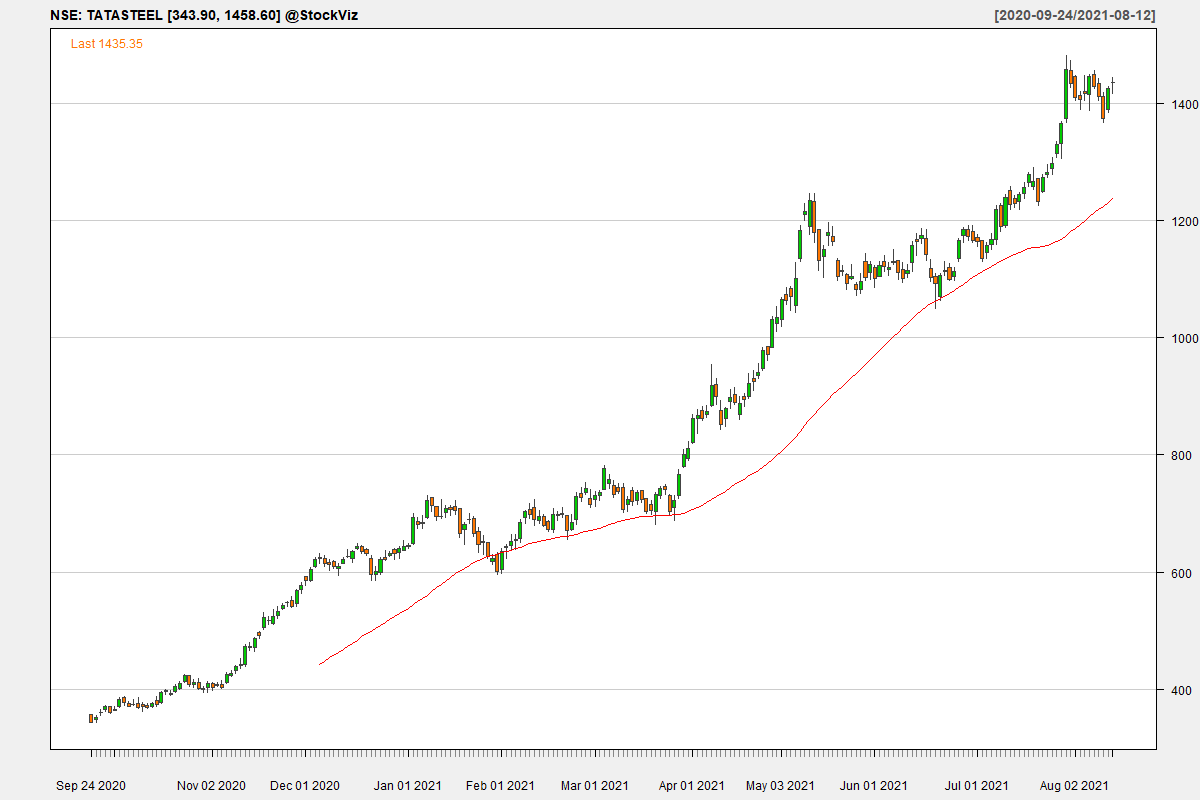 NSE: TATASTEEL [343.90, 1458.60] @StockViz
[2020-09-24/2021-08-12]
Last 1435.35
1400
1200
1000
800
600
400
Sep 24 2020 Nov 02 2020 Dec 01 2020 Jan 01 2021 Feb 01 2021 Mar 01 2021 Apr 01 2021 May 03 2021 Jun 01 2021 Jul 01 2021 Aug 02 2021